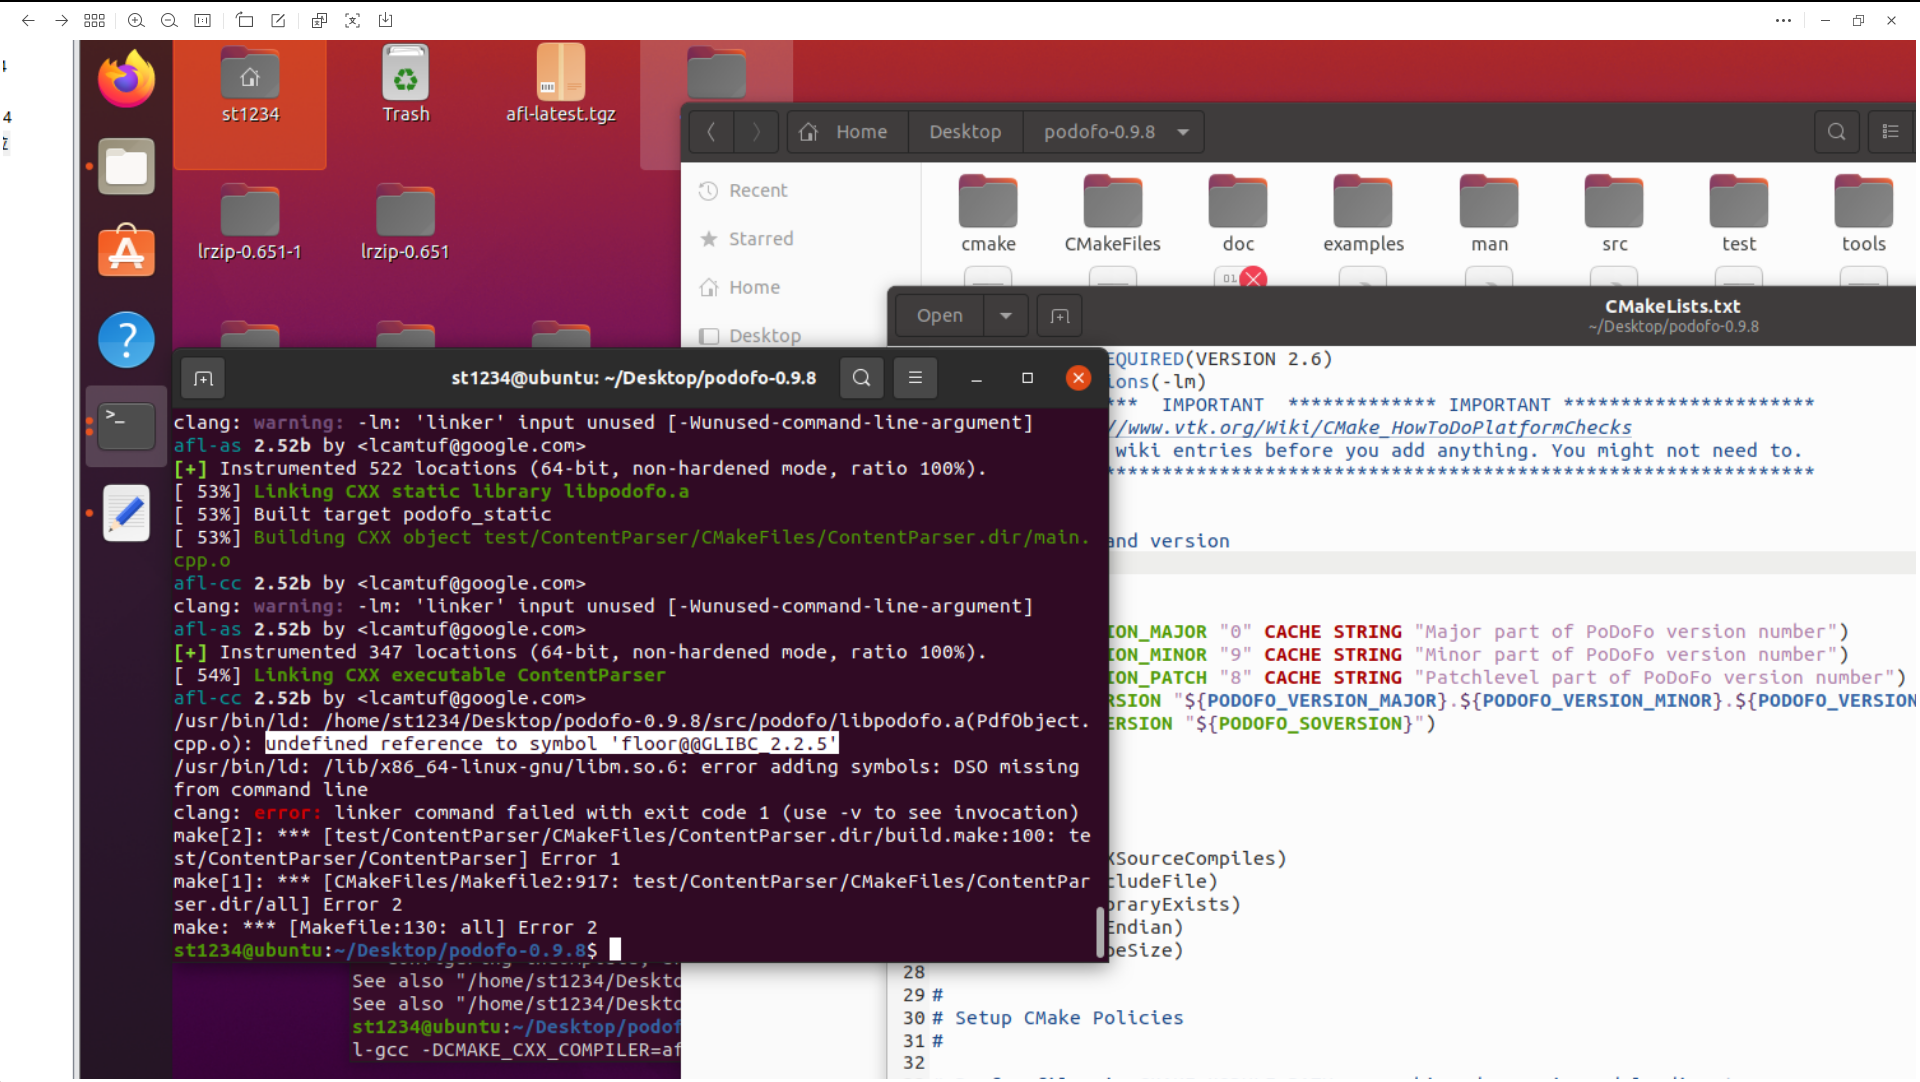 4
4
st1234
Trash
afl-latest.tgz
lrzip-0.651-1
lrzip-0.651
Home
Desktop
podofo-0.9.8
Recent
Starred
Home
Desktop
cmake
CMakeFiles
doc
examples
man
src
test
tools
01
Open
CMakeLists.txt
~/Desktop/podofo-0.9.8
EQUIRED(VERSION 2.6)
ions(-lm)
*** IMPORTANT ************* IMPORTANT **********************
//www.vtk.org/Wiki/CMake_HowToDoPlatformChecks
wiki entries before you add anything. You might not need to.
**************************************************************
and version
ION_MAJOR "0" CACHE STRING "Major part of PoDoFo version number")
ION_MINOR "9" CACHE STRING "Minor part of PoDoFo version number")
ION_PATCH "8" CACHE STRING "Patchlevel part of PoDoFo version number")
RSION "${PODOFO_VERSION_MAJOR}.${PODOFO_VERSION_MINOR}.${PODOFO_VERSION
ERSION "${PODOFO_SOVERSION}")
XSourceCompiles)
cludeFile)
braryExists)
Endian)
peSize)
28
29 #
30 # Setup CMake Policies
31 #
32
st1234@ubuntu: ~/Desktop/podofo-0.9.8
clang: warning: -lm: 'linker' input unused [-Wunused-command-line-argument]
afl-as 2.52b by <lcamtuf@google.com>
[+] Instrumented 522 locations (64-bit, non-hardened mode, ratio 100%).
[ 53%] Linking CXX static library libpodofo.a
[ 53%] Built target podofo_static
[ 53%] Building CXX object test/ContentParser/CMakeFiles/ContentParser.dir/main.
cpp.o
afl-cc 2.52b by <lcamtuf@google.com>
clang: warning: -lm: 'linker' input unused [-Wunused-command-line-argument]
afl-as 2.52b by <lcamtuf@google.com>
[+] Instrumented 347 locations (64-bit, non-hardened mode, ratio 100%).
[ 54%] Linking CXX executable ContentParser
afl-cc 2.52b by <lcamtuf@google.com>
/usr/bin/ld: /home/st1234/Desktop/podofo-0.9.8/src/podofo/libpodofo.a(PdfObject.
cpp.o): undefined reference to symbol 'floor@@GLIBC_2.2.5'
/usr/bin/ld: /lib/x86_64-linux-gnu/libm.so.6: error adding symbols: DSO missing
from command line
clang: error: linker command failed with exit code 1 (use -v to see invocation)
make[2]: *** [test/ContentParser/CMakeFiles/ContentParser.dir/build.make:100: te
st/ContentParser/ContentParser] Error 1
make[1]: *** [CMakeFiles/Makefile2:917: test/ContentParser/CMakeFiles/ContentPar
ser.dir/all] Error 2
make: *** [Makefile:130: all] Error 2
st1234@ubuntu:~/Desktop/podofo-0.9.8$
See also "/home/st1234/Deskto
See also "/home/st1234/Deskto
st1234@ubuntu:~/Desktop/podof
l-gcc -DCMAKE_CXX_COMPILER=af